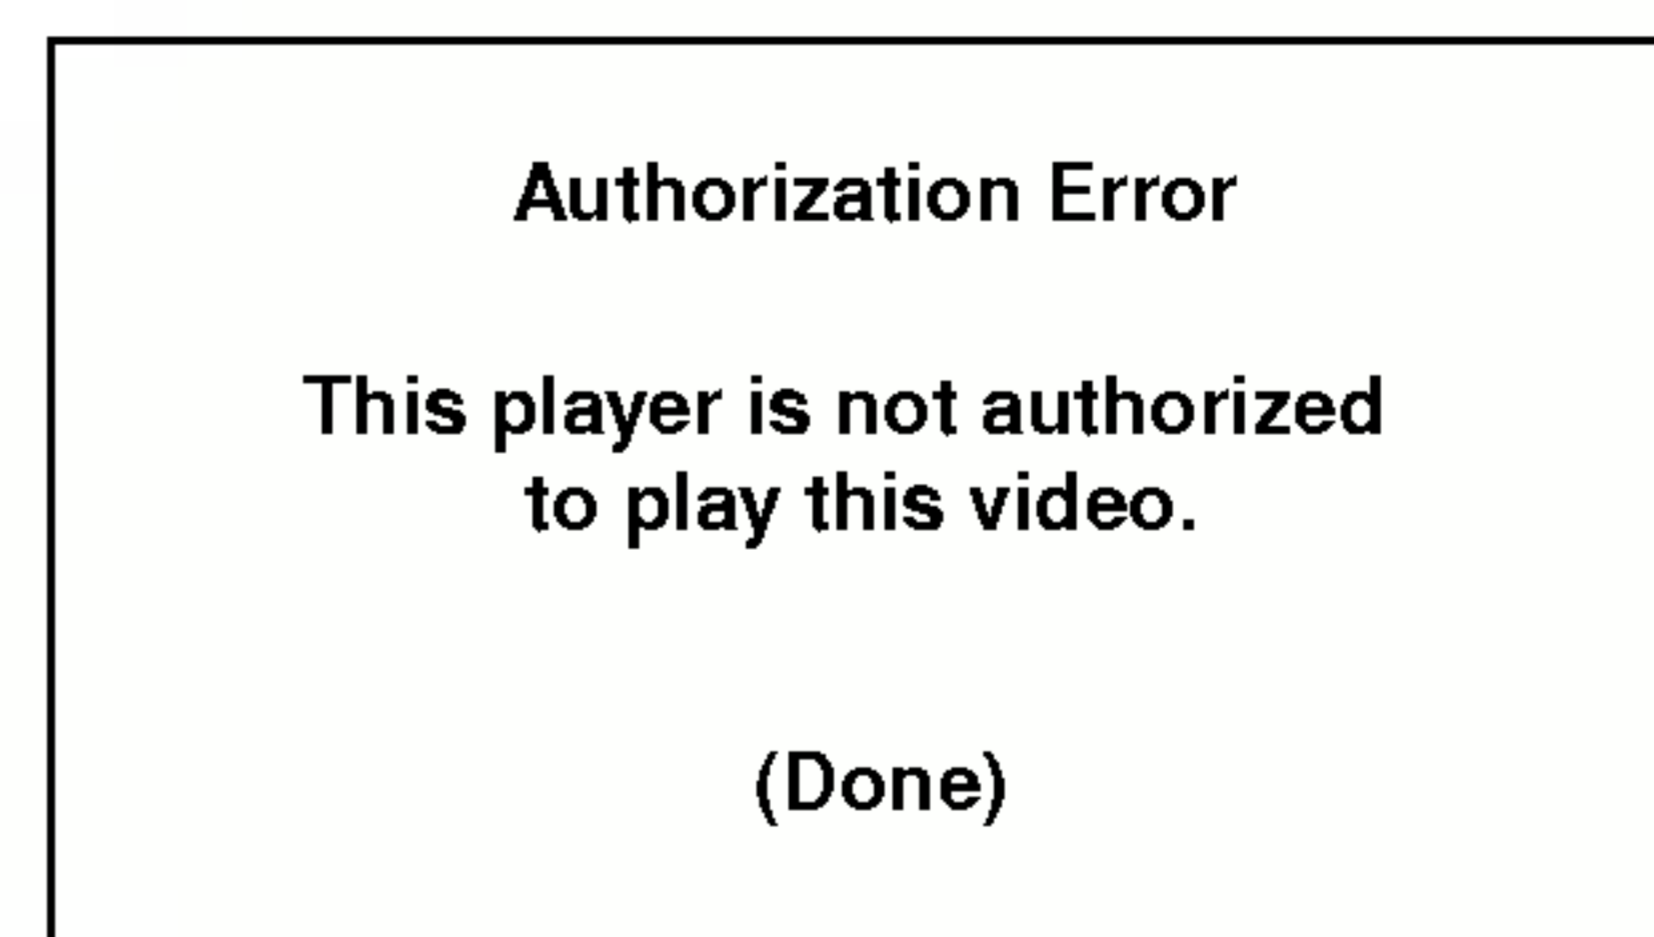 Authorization Error
This player is not authorized
to play this video.
(Done)